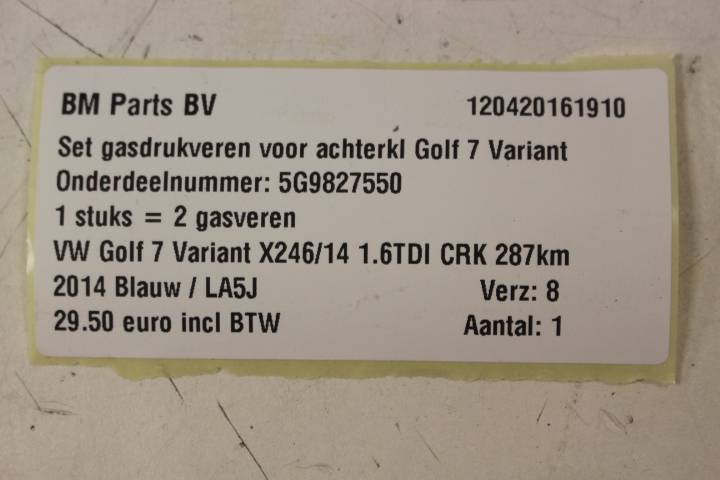 BM Parts BV 120420161910
Set gasdrukveren voor achterkl Golf 7 Variant
Onderdeelnummer: 5G9827550
1 stuks = 2 gasveren
VW Golf 7 Variant X246/14 1.6TDI CRK 287km
2014 Blauw / LA5J Verz: 8
29.50 euro incl BTW Aantal: 1